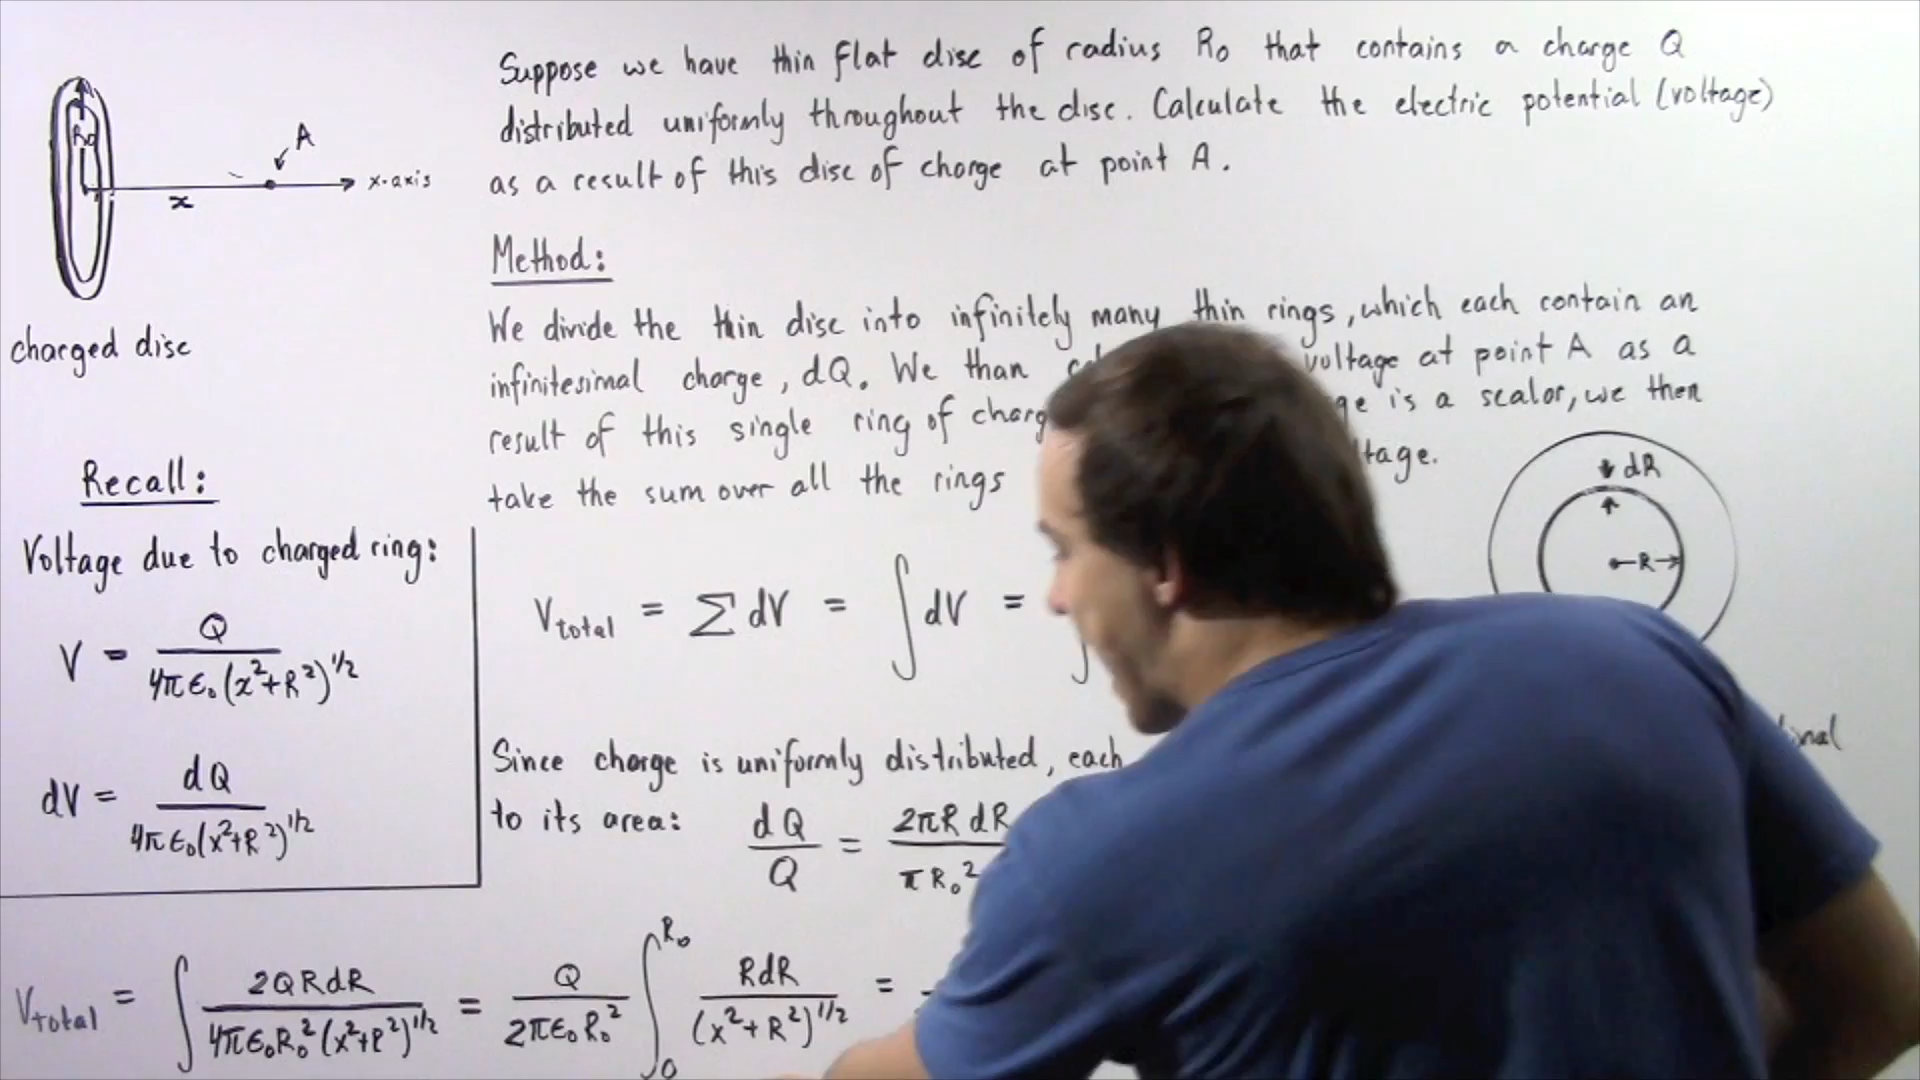 Suppose we have thin flat disc of radius R₀ that contains a charge Q
distributed uniformly throughout the disc. Calculate the electric potential (voltage)
as a result of this disc of charge at point A.
R₀
A
x-axis
x
charged disc
Method:
We divide the thin disc into infinitely many thin rings, which each contain an
infinitesimal charge, dQ. We than voltage at point A as a
result of this single ring of is a scalor, we then
take the sum over all the rings
dR
R
Recall:
Voltage due to charged ring:
V = Q / 4πε₀(x²+R²)^1/2
dV = dQ / 4πε₀(x²+R²)^1/2
V total = Σ dV = ∫ dV = ∫
Since charge is uniformly distributed, each
to its area: dQ / Q = 2πR dR / πR₀²
V total = ∫ 2QRdR / 4πε₀R₀²(x²+R²)^1/2 = Q / 2πε₀R₀² ∫₀^R₀ RdR / (x²+R²)^1/2 =